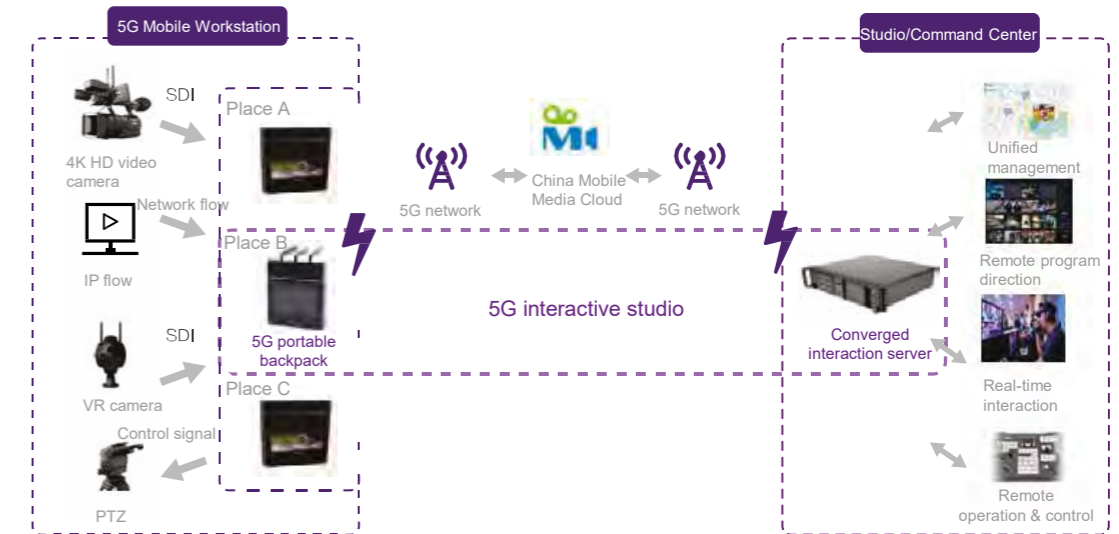 5G Mobile Workstation
Studio/Command Center
SDI
Place A
4K HD video
camera
5G network
China Mobile
Media Cloud
5G network
Unified
management
Network flow
Place B
IP flow
5G interactive studio
Remote program
direction
SDI
5G portable
backpack
Converged
interaction server
VR camera
Place C
Real-time
interaction
Control signal
PTZ
Remote
operation & control